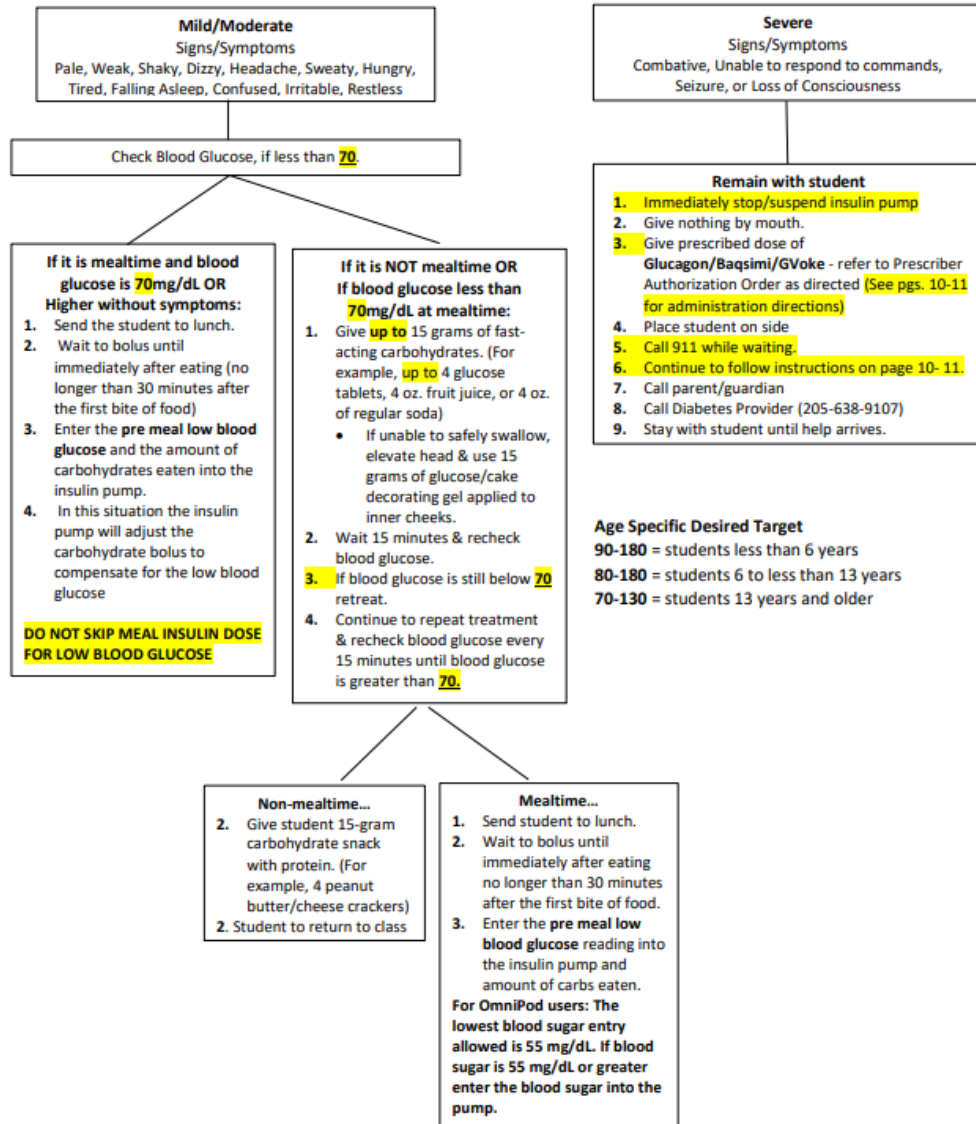 Mild/Moderate
Signs/Symptoms
Pale, Weak, Shaky, Dizzy, Headache, Sweaty, Hungry,
Tired, Falling Asleep, Confused, Irritable, Restless
Check Blood Glucose, if less than 70.
If it is mealtime and blood
glucose is 70mg/dL OR
Higher without symptoms:
1. Send the student to lunch.
2. Wait to bolus until
immediately after eating (no
longer than 30 minutes after
the first bite of food)
3. Enter the pre meal low blood
glucose and the amount of
carbohydrates eaten into the
insulin pump.
4. In this situation the insulin
pump will adjust the
carbohydrate bolus to
compensate for the low blood
glucose
DO NOT SKIP MEAL INSULIN DOSE
FOR LOW BLOOD GLUCOSE
If it is NOT mealtime OR
If blood glucose less than
70mg/dL at mealtime:
1. Give up to 15 grams of fast-
acting carbohydrates. (For
example, up to 4 glucose
tablets, 4 oz. fruit juice, or 4 oz.
of regular soda)
• If unable to safely swallow,
elevate head & use 15
grams of glucose/cake
decorating gel applied to
inner cheeks.
2. Wait 15 minutes & recheck
blood glucose.
3. If blood glucose is still below 70
retreat.
4. Continue to repeat treatment
& recheck blood glucose every
15 minutes until blood glucose
is greater than 70.
Non-mealtime...
2. Give student 15-gram
carbohydrate snack
with protein. (For
example, 4 peanut
butter/cheese crackers)
2. Student to return to class
Mealtime...
1. Send student to lunch.
2. Wait to bolus until
immediately after eating
no longer than 30 minutes
after the first bite of food.
3. Enter the pre meal low
blood glucose reading into
the insulin pump and
amount of carbs eaten.
For OmniPod users: The
lowest blood sugar entry
allowed is 55 mg/dL. If blood
sugar is 55 mg/dL or greater
enter the blood sugar into the
pump.
Severe
Signs/Symptoms
Combative, Unable to respond to commands,
Seizure, or Loss of Consciousness
Remain with student
1. Immediately stop/suspend insulin pump
2. Give nothing by mouth.
3. Give prescribed dose of
Glucagon/Baqsimi/GVoke - refer to Prescriber
Authorization Order as directed (See pgs. 10-11
for administration directions)
4. Place student on side
5. Call 911 while waiting.
6. Continue to follow instructions on page 10- 11.
7. Call parent/guardian
8. Call Diabetes Provider (205-638-9107)
9. Stay with student until help arrives.
Age Specific Desired Target
90-180 = students less than 6 years
80-180 = students 6 to less than 13 years
70-130 = students 13 years and older